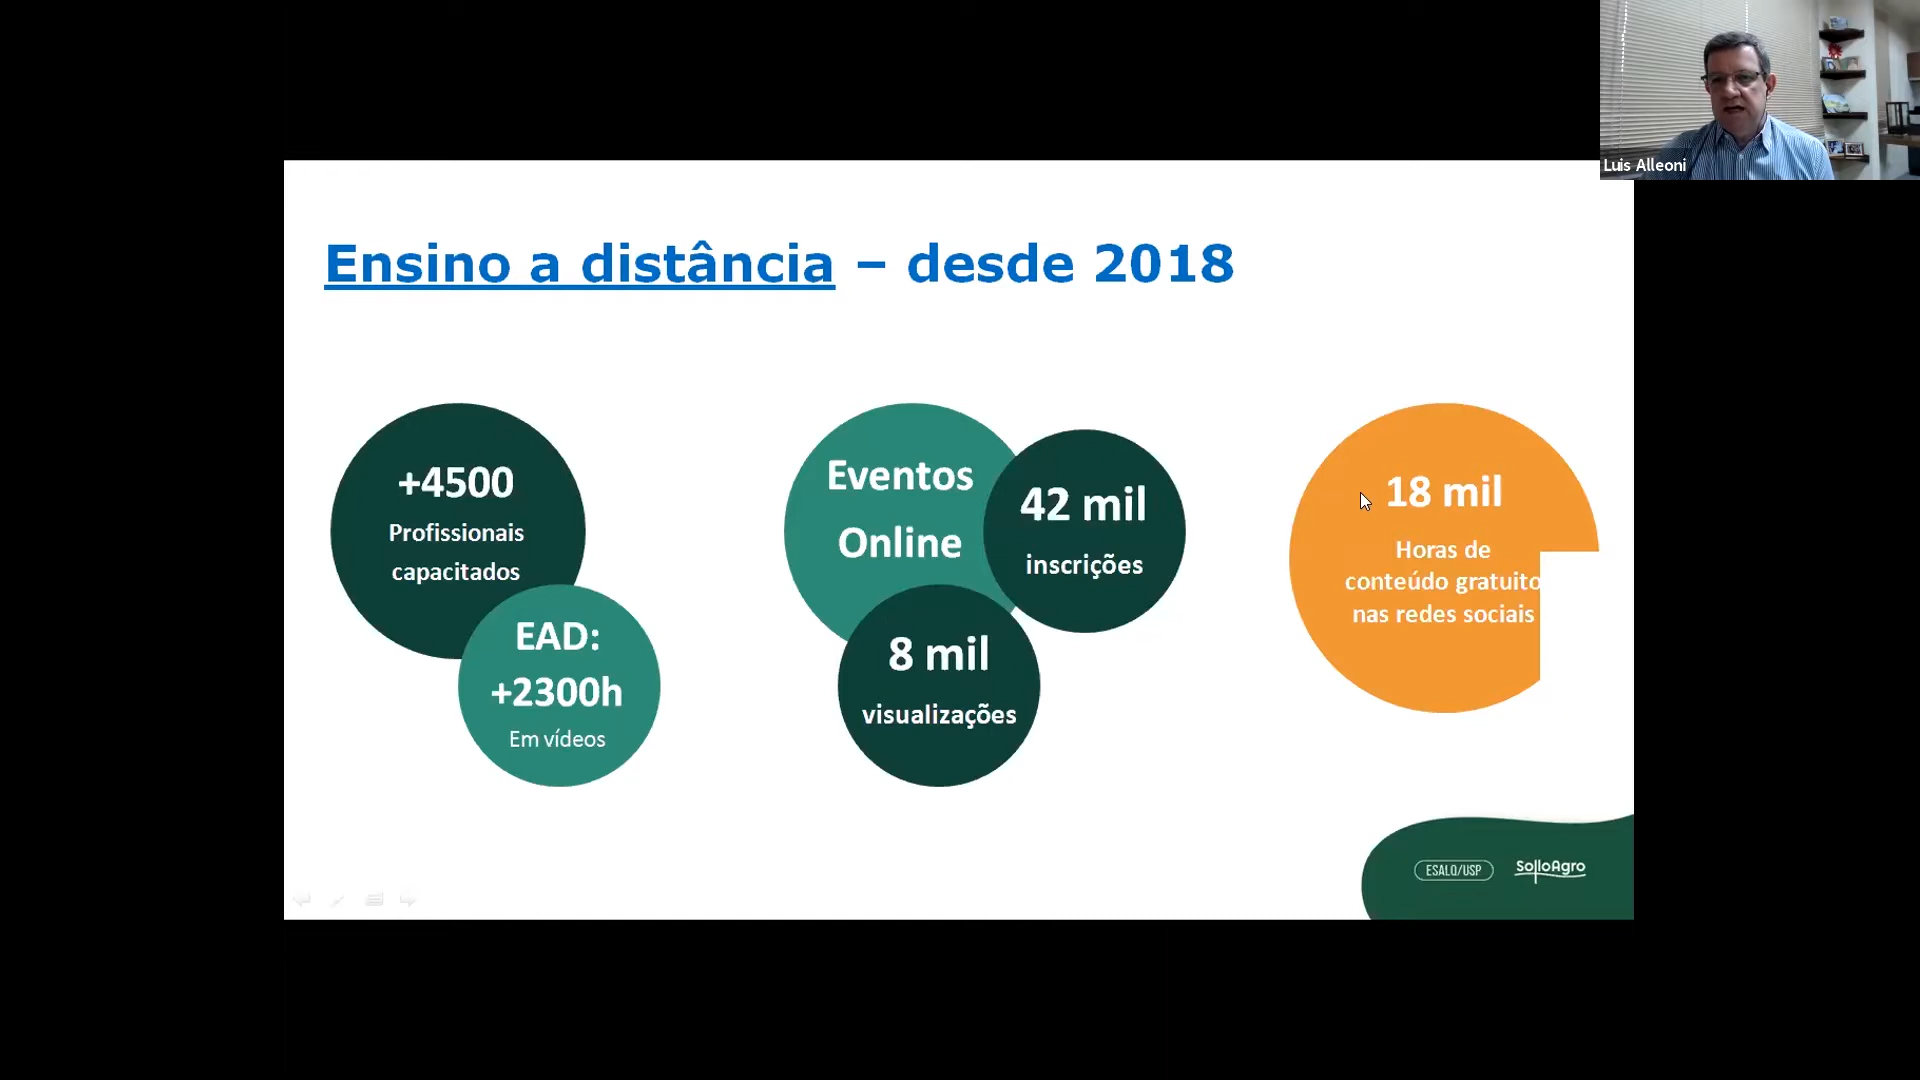 Luis Alleoni
Ensino a distância – desde 2018
+4500
Profissionais
capacitados
EAD:
+2300h
Em vídeos
Eventos
Online
42 mil
inscrições
8 mil
visualizações
18 mil
Horas de
conteúdo gratuito
nas redes sociais
ESALQ/USP
SolloAgro